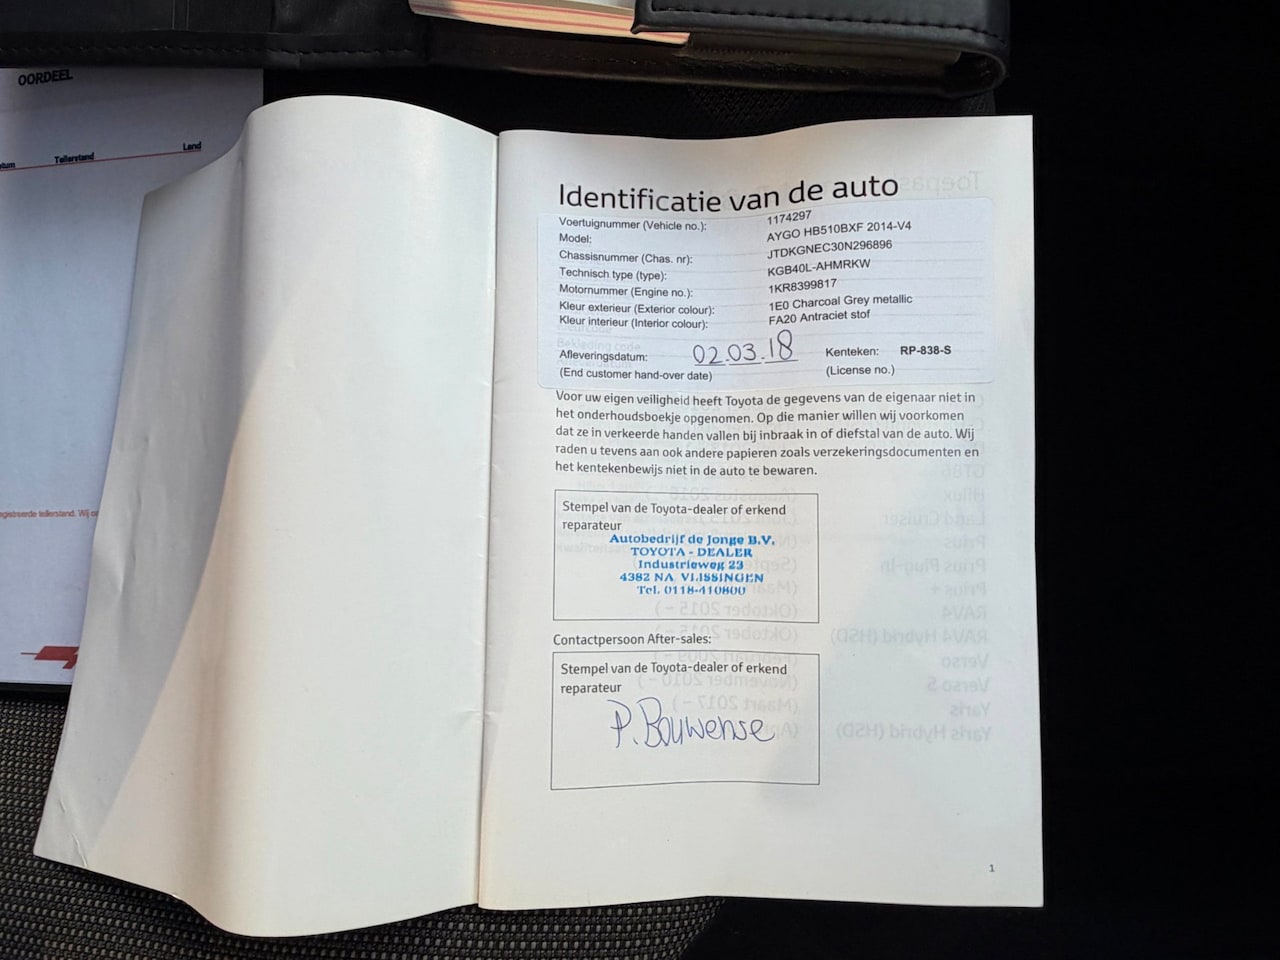 OORDEEL
Tellerstand
Land
egistreerde tellerstand. Wij
Identificatie van de auto
Voertuignummer (Vehicle no.): 1174297
Model: AYGO HB510BXF 2014-V4
Chassisnummer (Chas. nr): JTDKGNEC30N296896
Technisch type (type): KGB40L-AHMRKW
Motornummer (Engine no.): 1KR8399817
Kleur exterieur (Exterior colour): 1E0 Charcoal Grey metallic
Kleur interieur (Interior colour): FA20 Antraciet stof
Afleveringsdatum: 02.03.18 Kenteken: RP-838-S
(End customer hand-over date) (License no.)
Voor uw eigen veiligheid heeft Toyota de gegevens van de eigenaar niet in
het onderhoudsboekje opgenomen. Op die manier willen wij voorkomen
dat ze in verkeerde handen vallen bij inbraak in of diefstal van de auto. Wij
raden u tevens aan ook andere papieren zoals verzekeringsdocumenten en
het kentekenbewijs niet in de auto te bewaren.
Stempel van de Toyota-dealer of erkend
reparateur
Autobedrijf de Jonge B.V.
TOYOTA - DEALER
Industrieweg 23
4382 NA VLISSINGEN
Tel. 0118-410800
Contactpersoon After-sales:
Stempel van de Toyota-dealer of erkend
reparateur
P. Bouwense
1